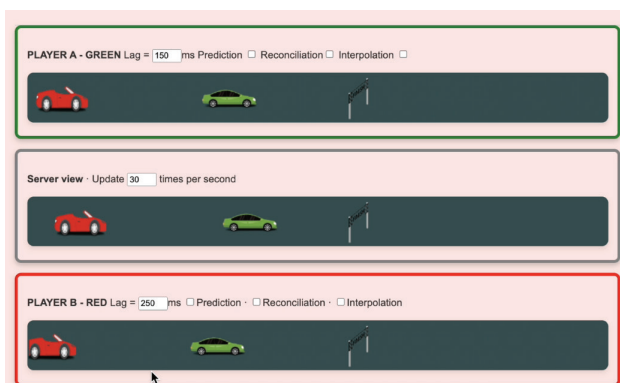 PLAYER A - GREEN Lag = 150 ms Prediction Reconciliation Interpolation
Server view · Update 30 times per second
PLAYER B - RED Lag = 250 ms Prediction · Reconciliation · Interpolation